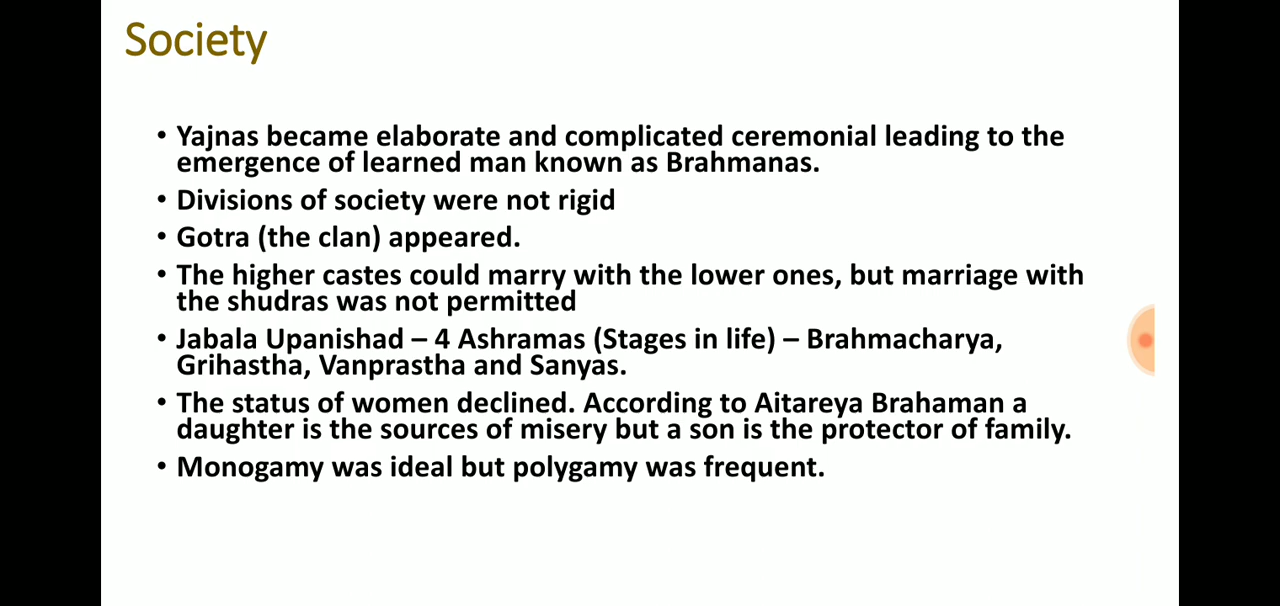 Society
• Yajnas became elaborate and complicated ceremonial leading to the
emergence of learned man known as Brahmanas.
• Divisions of society were not rigid
• Gotra (the clan) appeared.
• The higher castes could marry with the lower ones, but marriage with
the shudras was not permitted
• Jabala Upanishad – 4 Ashramas (Stages in life) – Brahmacharya,
Grihastha, Vanprastha and Sanyas.
• The status of women declined. According to Aitareya Brahaman a
daughter is the sources of misery but a son is the protector of family.
• Monogamy was ideal but polygamy was frequent.